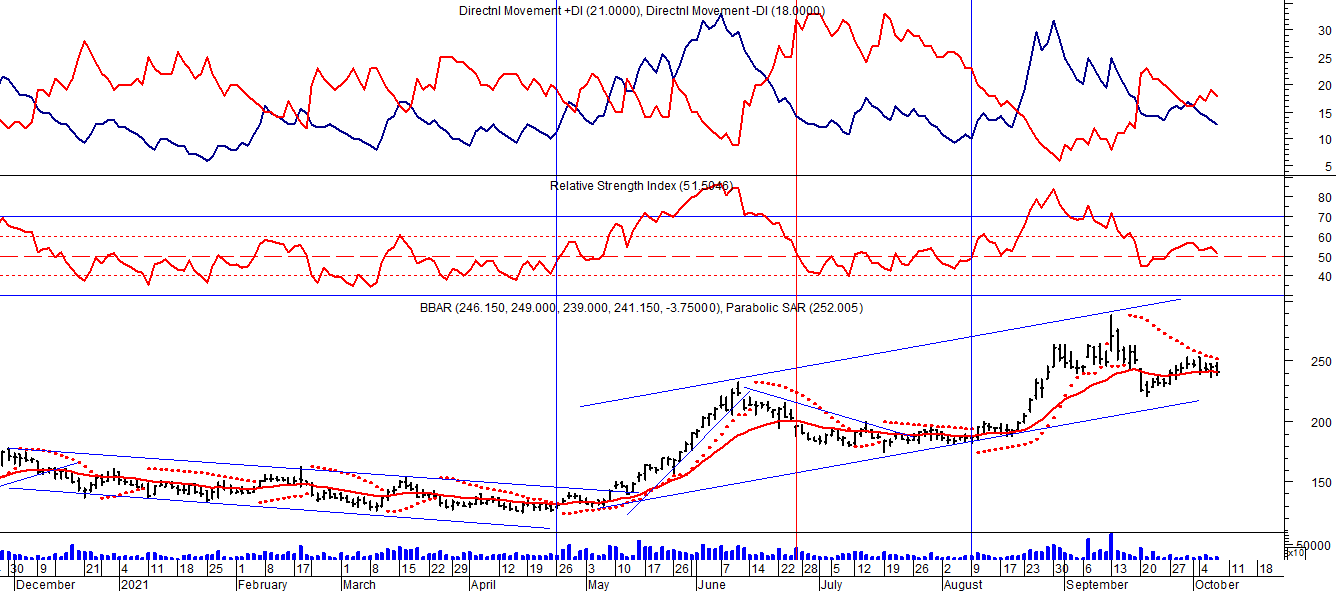 Directnl Movement +DI (21.0000), Directnl Movement -DI (18.0000)
30
25
20
15
10
5
Relative Strength Index (51.5046)
80
70
60
50
40
BBAR (246.150, 249.000, 239.000, 241.150, -3.75000), Parabolic SAR (252.005)
250
200
150
50000
x10
30 9 21 4 11 18 25 1 8 17 1 8 15 22 29 5 12 19 26 3 10 17 26 7 14 22 28 5 12 19 26 2 9 17 23 30 6 13 20 27 4 11 18
December 2021 February March April May June July August September October